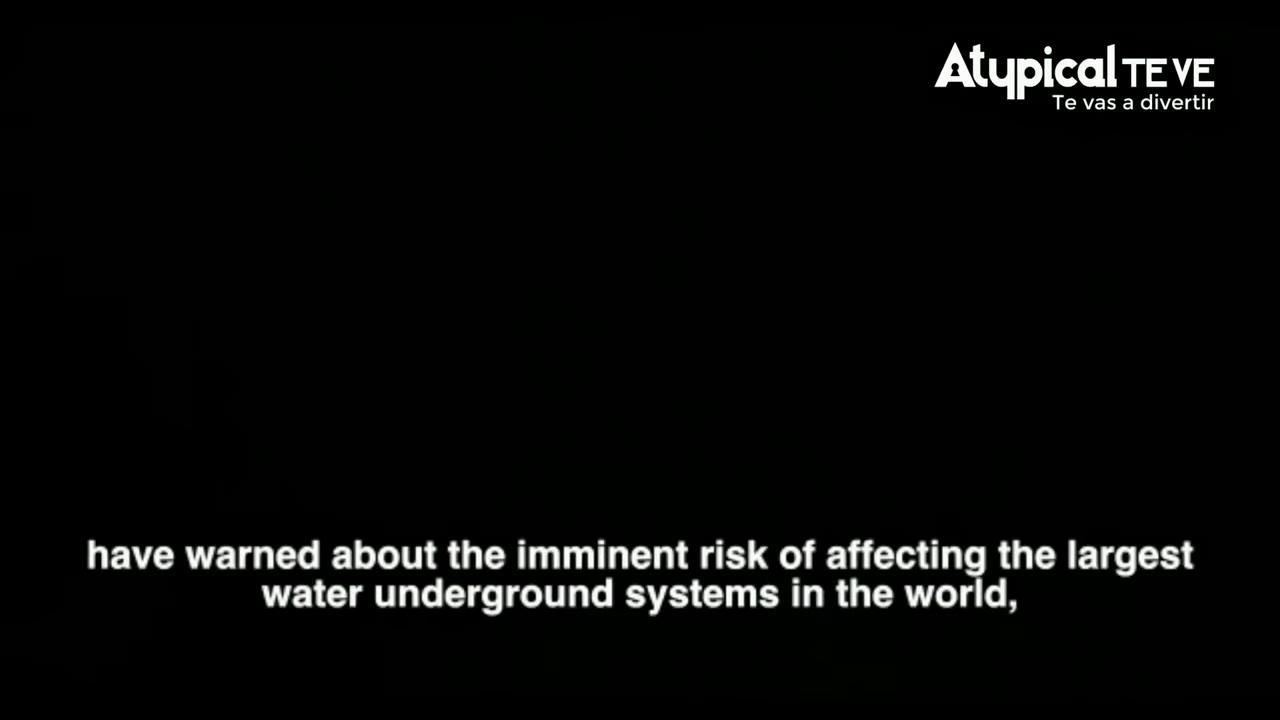 Atypical TE VE
Te vas a divertir
have warned about the imminent risk of affecting the largest
water underground systems in the world,